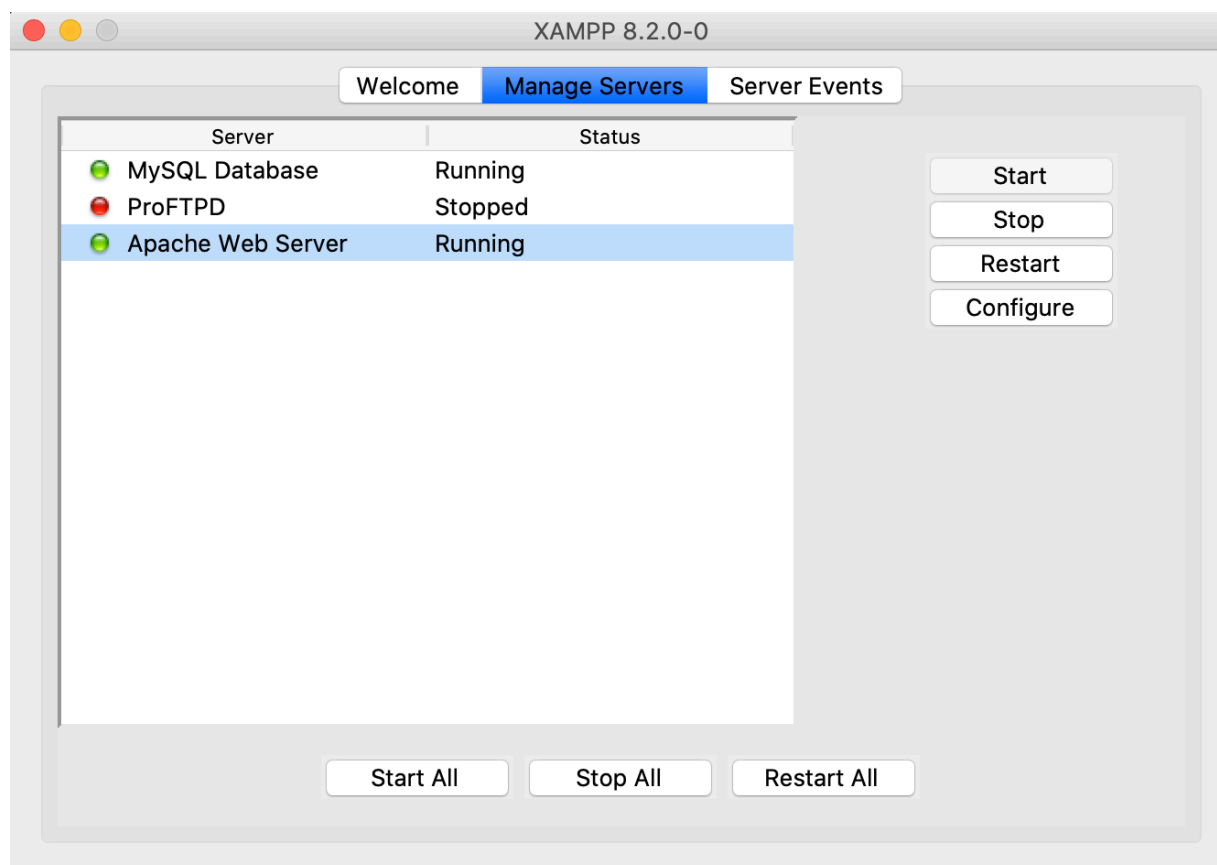 XAMPP 8.2.0-0
Welcome Manage Servers Server Events
Server Status
MySQL Database Running
ProFTPD Stopped
Apache Web Server Running
Start
Stop
Restart
Configure
Start All Stop All Restart All